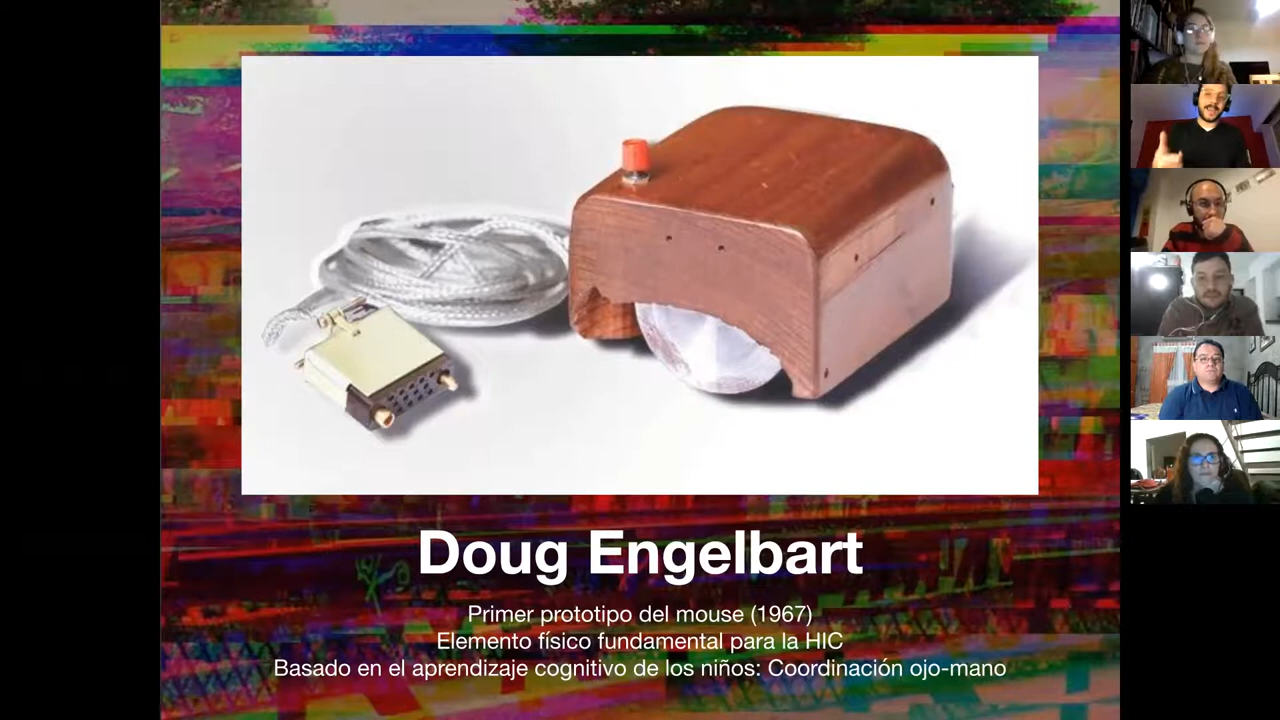 Doug Engelbart
Primer prototipo del mouse (1967)
Elemento físico fundamental para la HIC
Basado en el aprendizaje cognitivo de los niños: Coordinación ojo-mano